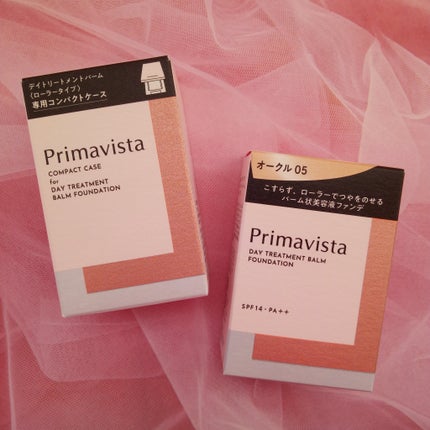 デイトリートメントバーム
(ローラータイプ)
専用コンパクトケース
Primavista
COMPACT CASE
for
DAY TREATMENT
BALM FOUNDATION
オークル 05
こすらず、ローラーでつやをのせる
バーム状美容液ファンデ
Primavista
DAY TREATMENT BALM
FOUNDATION
SPF14・PA++